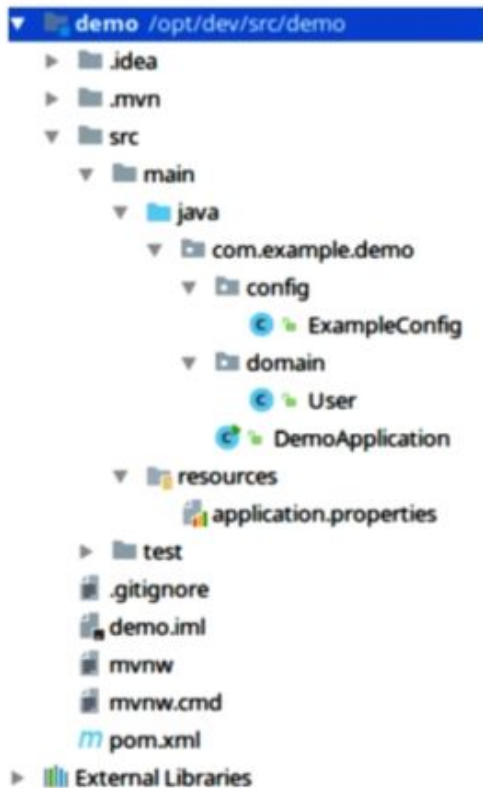 demo /opt/dev/src/demo
.idea
.mvn
src
main
java
com.example.demo
config
C ExampleConfig
domain
C User
C DemoApplication
resources
application.properties
test
.gitignore
demo.iml
mvnw
mvnw.cmd
m pom.xml
External Libraries